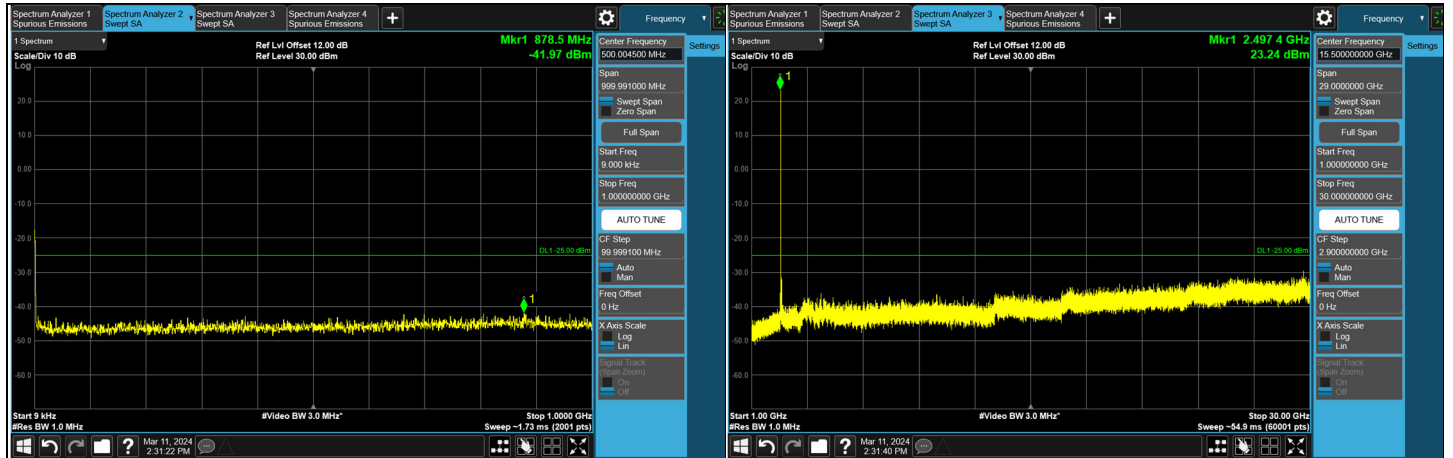 Spectrum Analyzer 1
Spurious Emissions
Spectrum Analyzer 2
Swept SA
Spectrum Analyzer 3
Swept SA
Spectrum Analyzer 4
Spurious Emissions
Frequency
1 Spectrum
Scale/Div 10 dB
Log
Ref Lvl Offset 12.00 dB
Ref Level 30.00 dBm
Mkr1 878.5 MHz
-41.97 dBm
1
20.0
10.0
0.00
-10.0
-20.0
-30.0
-40.0
-50.0
-60.0
DL1 -25.00 dBm
Start 9 kHz
#Res BW 1.0 MHz
#Video BW 3.0 MHz*
Stop 1.0000 GHz
Sweep ~1.73 ms (2001 pts)
Center Frequency
500.004500 MHz
Settings
Span
999.991000 MHz
Swept Span
Zero Span
Full Span
Start Freq
9.000 kHz
Stop Freq
1.000000000 GHz
AUTO TUNE
CF Step
99.999100 MHz
Auto
Man
Freq Offset
0 Hz
X Axis Scale
Log
Lin
Signal Track
(Span Zoom)
On
Off
Mar 11, 2024
2:31:22 PM
Spectrum Analyzer 1
Spurious Emissions
Spectrum Analyzer 2
Swept SA
Spectrum Analyzer 3
Swept SA
Spectrum Analyzer 4
Spurious Emissions
Frequency
1 Spectrum
Scale/Div 10 dB
Log
Ref Lvl Offset 12.00 dB
Ref Level 30.00 dBm
Mkr1 2.497 4 GHz
23.24 dBm
1
20.0
10.0
0.00
-10.0
-20.0
-30.0
-40.0
-50.0
-60.0
DL1 -25.00 dBm
Start 1.00 GHz
#Res BW 1.0 MHz
#Video BW 3.0 MHz*
Stop 30.00 GHz
Sweep ~54.9 ms (60001 pts)
Center Frequency
15.500000000 GHz
Settings
Span
29.0000000 GHz
Swept Span
Zero Span
Full Span
Start Freq
1.000000000 GHz
Stop Freq
30.000000000 GHz
AUTO TUNE
CF Step
2.900000000 GHz
Auto
Man
Freq Offset
0 Hz
X Axis Scale
Log
Lin
Signal Track
(Span Zoom)
On
Off
Mar 11, 2024
2:31:40 PM